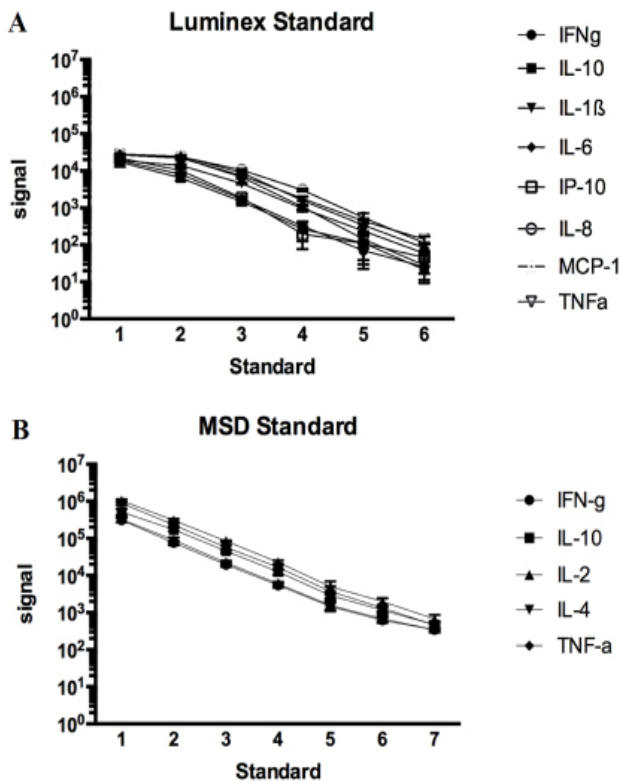 A
Luminex Standard
10^7
10^6
10^5
10^4
10^3
10^2
10^1
10^0
signal
1 2 3 4 5 6
Standard
IFNg
IL-10
IL-1ß
IL-6
IP-10
IL-8
MCP-1
TNFa
B
MSD Standard
10^7
10^6
10^5
10^4
10^3
10^2
10^1
10^0
signal
1 2 3 4 5 6 7
Standard
IFN-g
IL-10
IL-2
IL-4
TNF-a